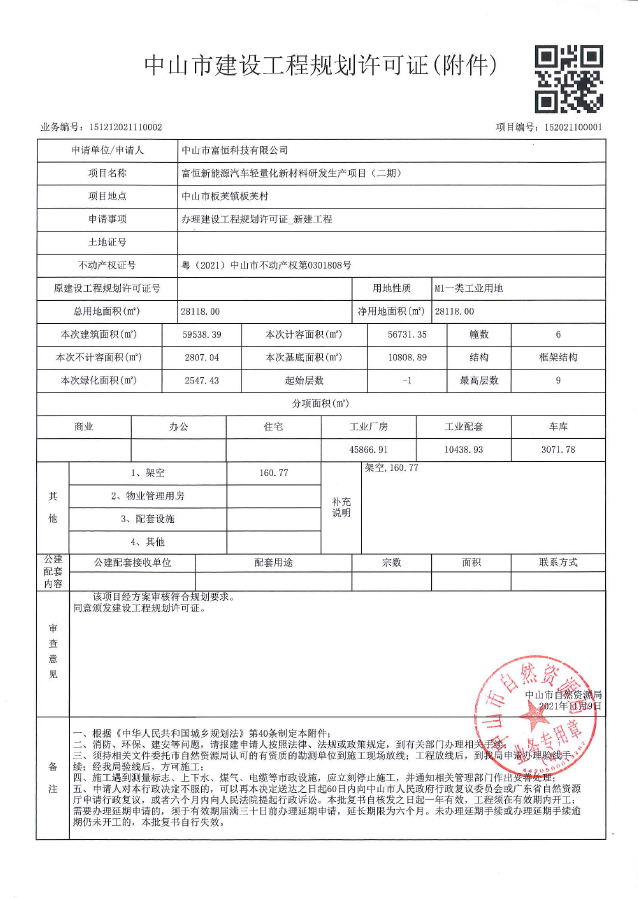 中山市建设工程规划许可证(附件)
业务编号：151212021110002 项目编号：152021100001
申请单位/申请人 中山市富恒科技有限公司
项目名称 富恒新能源汽车轻量化新材料研发生产项目（二期）
项目地点 中山市板芙镇板芙村
申请事项 办理建设工程规划许可证_新建工程
土地证号
不动产权证号 粤（2021）中山市不动产权第0301808号
原建设工程规划许可证号 用地性质 M1一类工业用地
总用地面积(㎡) 28118.00 净用地面积(㎡) 28118.00
本次建筑面积(㎡) 59538.39 本次计容面积(㎡) 56731.35 幢数 6
本次不计容面积(㎡) 2807.04 本次基底面积(㎡) 10808.89 结构 框架结构
本次绿化面积(㎡) 2547.43 起始层数 -1 最高层数 9
分项面积(㎡)
商业 办公 住宅 工业厂房 工业配套 车库
45866.91 10438.93 3071.78
其他 1、架空 160.77 补充说明 架空,160.77
2、物业管理用房
3、配套设施
4、其他
公建配套内容 公建配套接收单位 配套用途 宗数 面积 联系方式
审查意见
该项目经方案审核符合规划要求。
同意颁发建设工程规划许可证。
中山市自然资源局
2021年11月9日
中山市自然资源局
业务专用章
备注
一、根据《中华人民共和国城乡规划法》第40条制定本附件；
二、消防、环保、建安等问题，请报建申请人按照法律、法规或政策规定，到有关部门办理相关手续；
三、须持相关文件委托市自然资源局认可的有资质的勘测单位到施工现场放线；工程放线后，到我局申请办理验线手
续；经我局验线后，方可施工；
四、施工遇到测量标志、上下水、煤气、电缆等市政设施，应立刻停止施工，并通知相关管理部门作出妥善处理；
五、申请人对本行政决定不服的，可以再本决定送达之日起60日内向中山市人民政府行政复议委员会或广东省自然资源
厅申请行政复议，或者六个月内向人民法院提起行政诉讼。本批复书自核发之日起一年有效，工程须在有效期内开工；
需要办理延期申请的，须于有效期届满三十日前办理延期申请，延长期限为六个月。未办理延期手续或办理延期手续逾
期仍未开工的，本批复书自行失效。